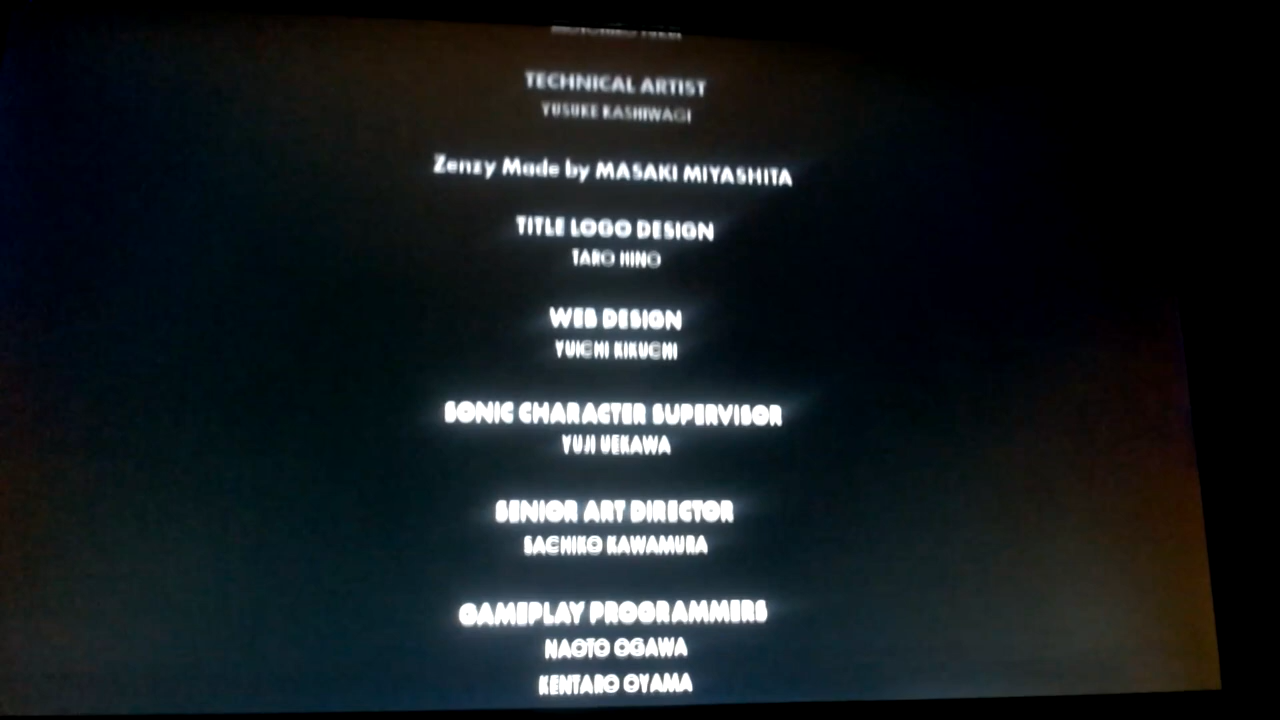 TECHNICAL ARTIST
YUSUKE KASHIWAGI
Zenzy Made by MASAKI MIYASHITA
TITLE LOGO DESIGN
TARO HINO
WEB DESIGN
YUICHI KIKUCHI
SONIC CHARACTER SUPERVISOR
YUJI UEKAWA
SENIOR ART DIRECTOR
SACHIKO KAWAMURA
GAMEPLAY PROGRAMMERS
NAOTO OGAWA
KENTARO OYAMA